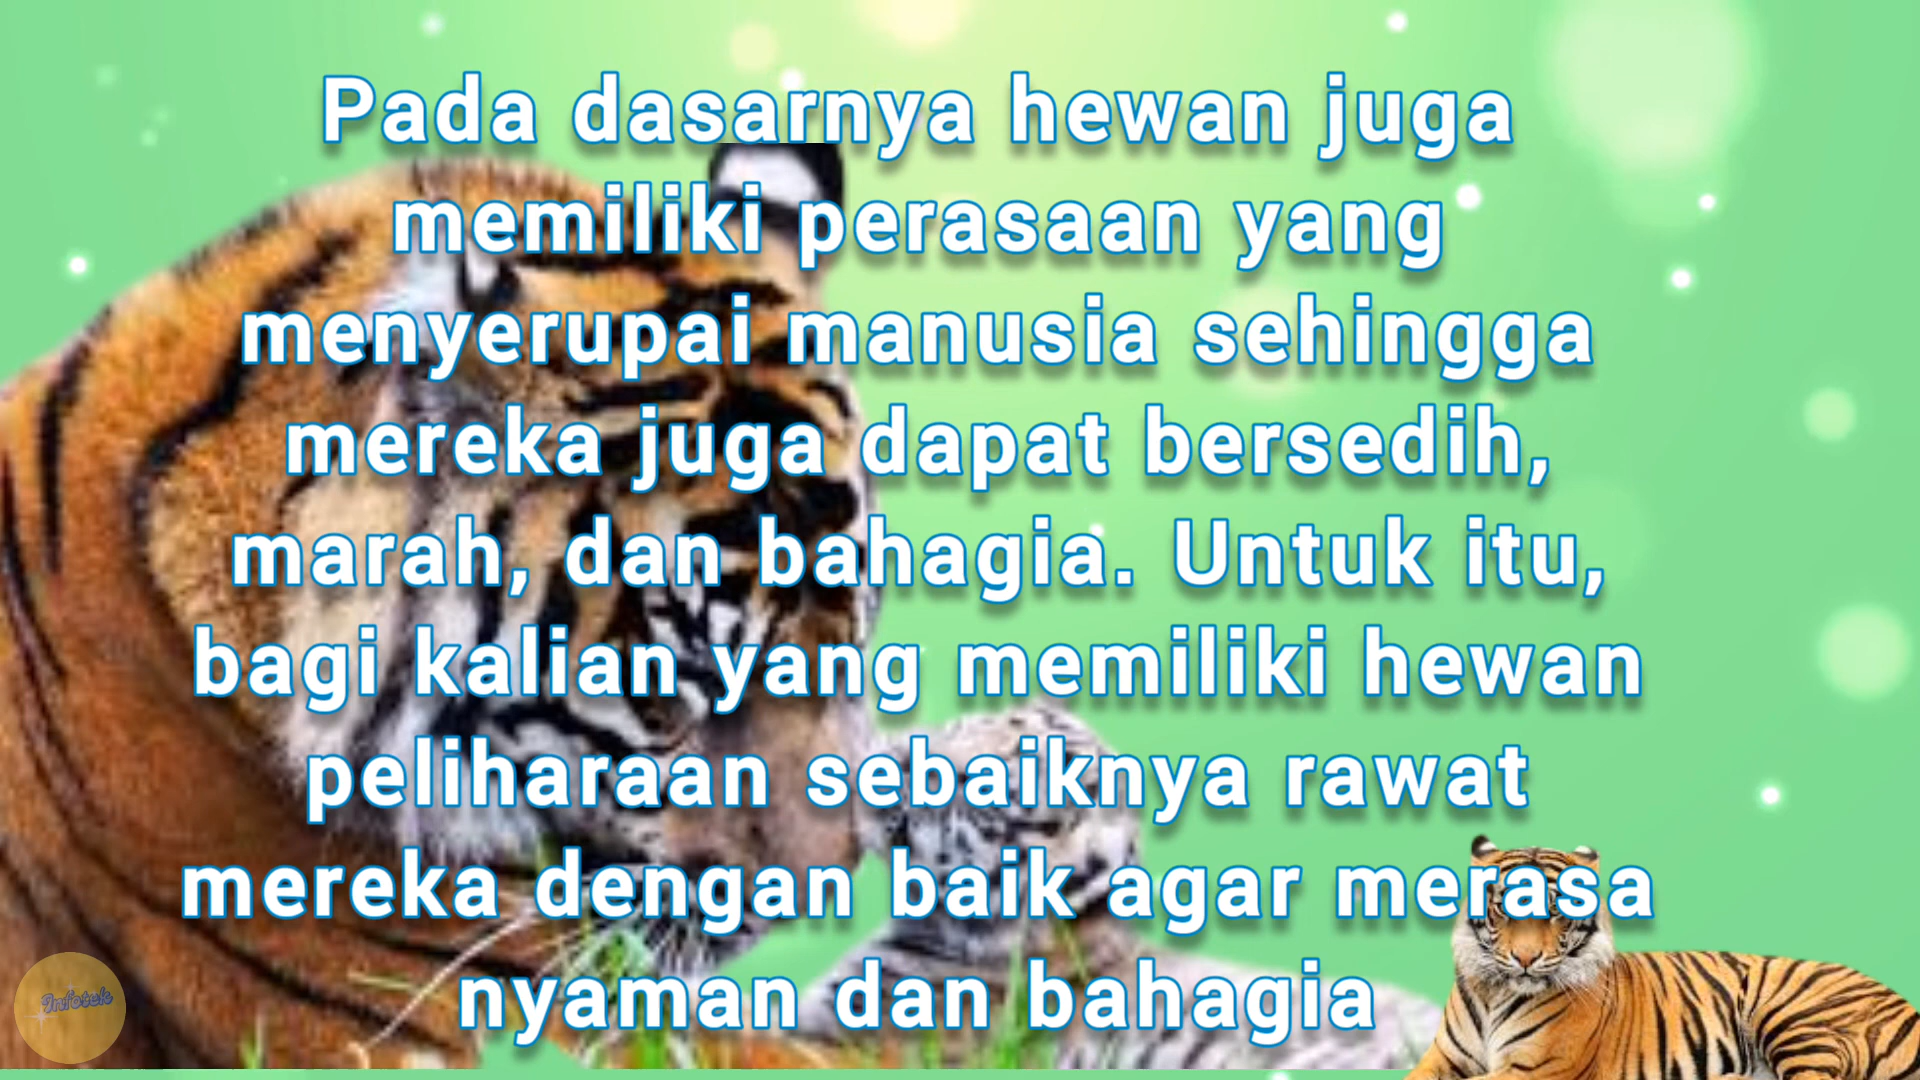 Pada dasarnya hewan juga
memiliki perasaan yang
menyerupai manusia sehingga
mereka juga dapat bersedih,
marah, dan bahagia. Untuk itu,
bagi kalian yang memiliki hewan
peliharaan sebaiknya rawat
mereka dengan baik agar merasa
nyaman dan bahagia
Infotek